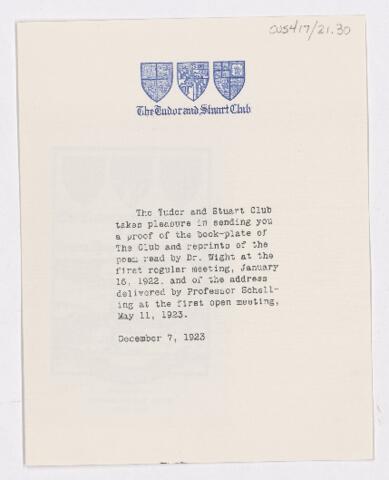 CUS417/21.30
The Tudor and Stuart Club
The Tudor and Stuart Club
takes pleasure in sending you
a proof of the book-plate of
The Club and reprints of the
poem read by Dr. Wight at the
first regular meeting, January
16, 1922. and of the address
delivered by Professor Schell-
ing at the first open meeting,
May 11, 1923.
December 7, 1923